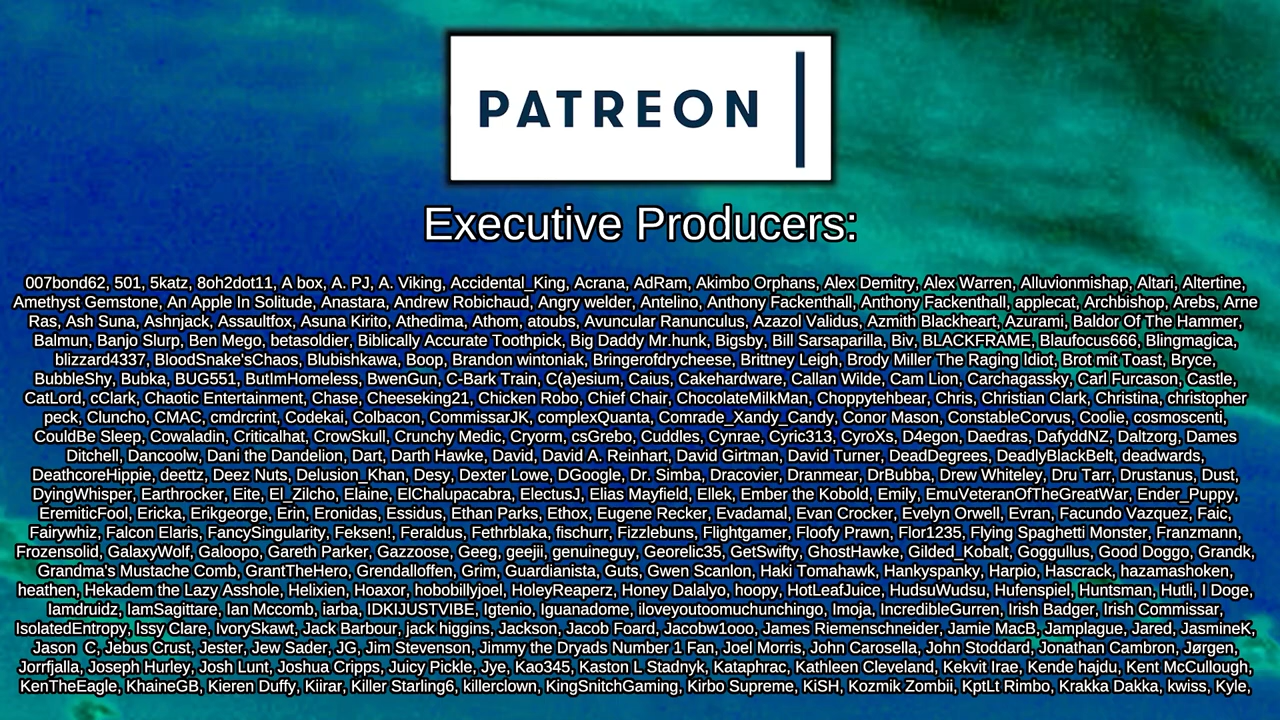 PATREON
Executive Producers:
007bond62, 501, 5katz, 8oh2dot11, A box, A. PJ, A. Viking, Accidental_King, Acrana, AdRam, Akimbo Orphans, Alex Demitry, Alex Warren, Alluvionmishap, Altari, Altertine,
Amethyst Gemstone, An Apple In Solitude, Anastara, Andrew Robichaud, Angry welder, Antelino, Anthony Fackenthall, Anthony Fackenthall, applecat, Archbishop, Arebs, Arne
Ras, Ash Suna, Ashnjack, Assaultfox, Asuna Kirito, Athedima, Athom, atoubs, Avuncular Ranunculus, Azazol Validus, Azmith Blackheart, Azurami, Baldor Of The Hammer,
Balmun, Banjo Slurp, Ben Mego, betasoldier, Biblically Accurate Toothpick, Big Daddy Mr.hunk, Bigsby, Bill Sarsaparilla, Biv, BLACKFRAME, Blaufocus666, Blingmagica,
blizzard4337, BloodSnake'sChaos, Blubishkawa, Boop, Brandon wintoniak, Bringerofdrycheese, Brittney Leigh, Brody Miller The Raging Idiot, Brot mit Toast, Bryce,
BubbleShy, Bubka, BUG551, ButImHomeless, BwenGun, C-Bark Train, C(a)esium, Caius, Cakehardware, Callan Wilde, Cam Lion, Carchagassky, Carl Furcason, Castle,
CatLord, cClark, Chaotic Entertainment, Chase, Cheeseking21, Chicken Robo, Chief Chair, ChocolateMilkMan, Choppytehbear, Chris, Christian Clark, Christina, christopher
peck, Cluncho, CMAC, cmdrcrint, Codekai, Colbacon, CommissarJK, complexQuanta, Comrade_Xandy_Candy, Conor Mason, ConstableCorvus, Coolie, cosmoscenti,
CouldBe Sleep, Cowaladin, Criticalhat, CrowSkull, Crunchy Medic, Cryorm, csGrebo, Cuddles, Cynrae, Cyric313, CyroXs, D4egon, Daedras, DafyddNZ, Daltzorg, Dames
Ditchell, Dancoolw, Dani the Dandelion, Dart, Darth Hawke, David, David A. Reinhart, David Girtman, David Turner, DeadDegrees, DeadlyBlackBelt, deadwards,
DeathcoreHippie, deettz, Deez Nuts, Delusion_Khan, Desy, Dexter Lowe, DGoogle, Dr. Simba, Dracovier, Dranmear, DrBubba, Drew Whiteley, Dru Tarr, Drustanus, Dust,
DyingWhisper, Earthrocker, Eite, El_Zilcho, Elaine, ElChalupacabra, ElectusJ, Elias Mayfield, Ellek, Ember the Kobold, Emily, EmuVeteranOfTheGreatWar, Ender_Puppy,
EremiticFool, Ericka, Erikgeorge, Erin, Eronidas, Essidus, Ethan Parks, Ethox, Eugene Recker, Evadamal, Evan Crocker, Evelyn Orwell, Evran, Facundo Vazquez, Faic,
Fairywhiz, Falcon Elaris, FancySingularity, Feksen!, Feraldus, Fethrblaka, fischurr, Fizzlebuns, Flightgamer, Floofy Prawn, Flor1235, Flying Spaghetti Monster, Franzmann,
Frozensolid, GalaxyWolf, Galoopo, Gareth Parker, Gazzoose, Geeg, geejii, genuineguy, Georelic35, GetSwifty, GhostHawke, Gilded_Kobalt, Goggullus, Good Doggo, Grandk,
Grandma's Mustache Comb, GrantTheHero, Grendalloffen, Grim, Guardianista, Guts, Gwen Scanlon, Haki Tomahawk, Hankyspanky, Harpio, Hascrack, hazamashoken,
heathen, Hekadem the Lazy Asshole, Helixien, Hoaxor, hobobillyjoel, HoleyReaperz, Honey Dalalyo, hoopy, HotLeafJuice, HudsuWudsu, Hufenspiel, Huntsman, Hutli, I Doge,
Iamdruidz, IamSagittare, Ian Mccomb, iarba, IDKIJUSTVIBE, Igtenio, Iguanadome, iloveyoutoomuchunchingo, Imoja, IncredibleGurren, Irish Badger, Irish Commissar,
IsolatedEntropy, Issy Clare, IvorySkawt, Jack Barbour, jack higgins, Jackson, Jacob Foard, Jacobw1ooo, James Riemenschneider, Jamie MacB, Jamplague, Jared, JasmineK,
Jason_C, Jebus Crust, Jester, Jew Sader, JG, Jim Stevenson, Jimmy the Dryads Number 1 Fan, Joel Morris, John Carosella, John Stoddard, Jonathan Cambron, Jørgen,
Jorrfjalla, Joseph Hurley, Josh Lunt, Joshua Cripps, Juicy Pickle, Jye, Kao345, Kaston L Stadnyk, Kataphrac, Kathleen Cleveland, Kekvit Irae, Kende hajdu, Kent McCullough,
KenTheEagle, KhaineGB, Kieren Duffy, Kiirar, Killer Starling6, killerclown, KingSnitchGaming, Kirbo Supreme, KiSH, Kozmik Zombii, KptLt Rimbo, Krakka Dakka, kwiss, Kyle,